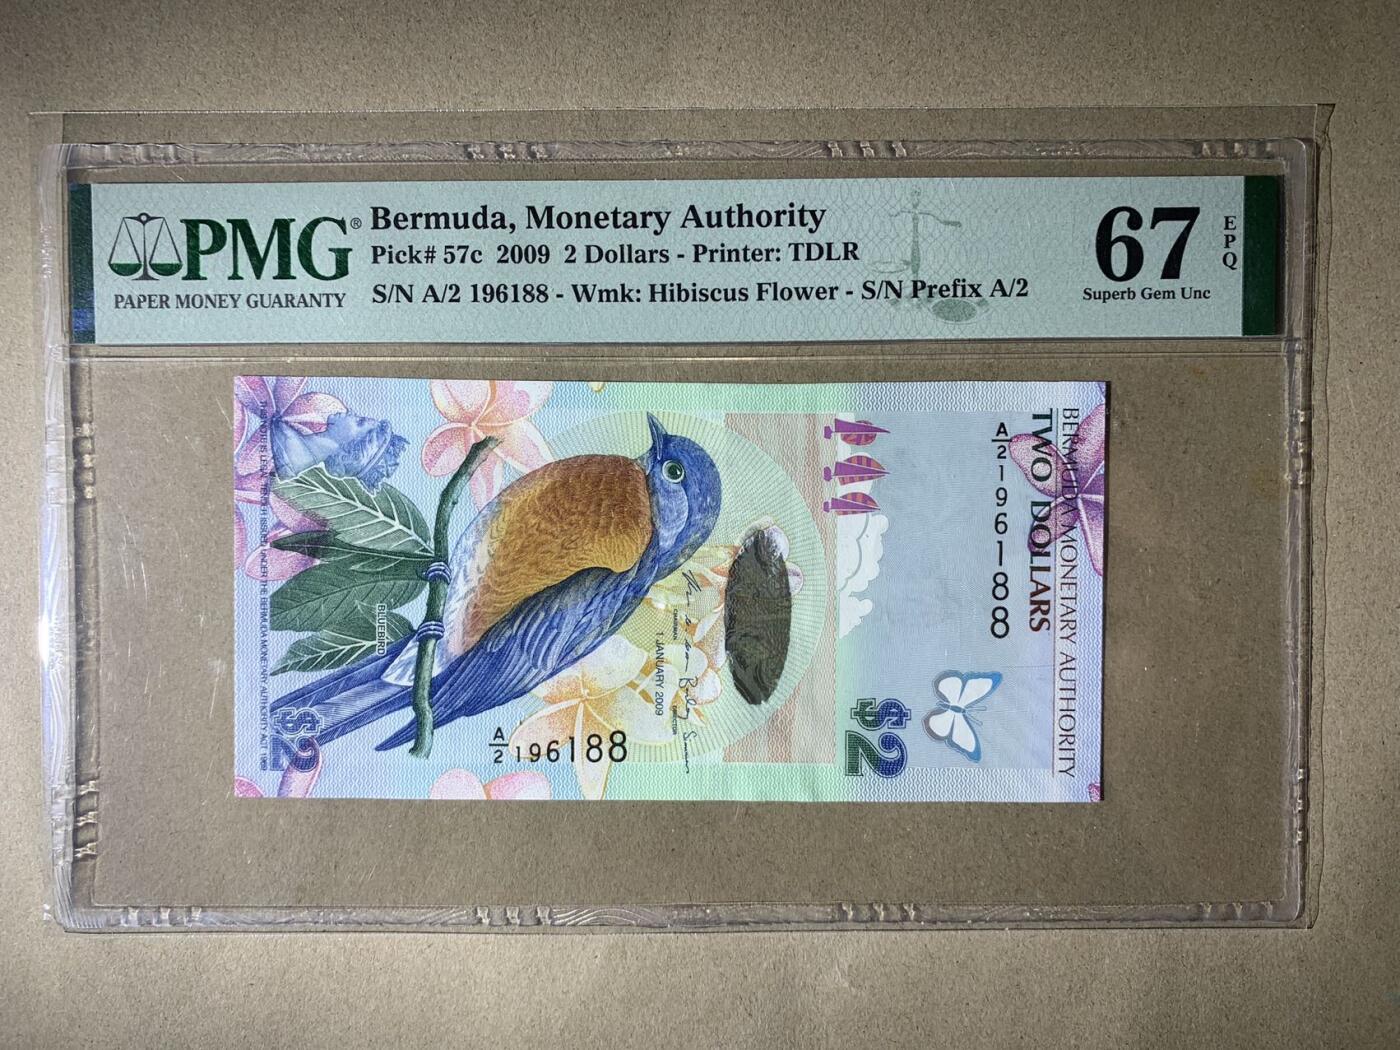 PMG®
PAPER MONEY GUARANTY
Bermuda, Monetary Authority
Pick# 57c 2009 2 Dollars - Printer: TDLR
S/N A/2 196188 - Wmk: Hibiscus Flower - S/N Prefix A/2
67
EPQ
Superb Gem Unc
BERMUDA MONETARY AUTHORITY
TWO DOLLARS
A/2 196188
$2
1 JANUARY 2009
CHAIRMAN
DIRECTOR
BLUEBIRD
A/2 196188
$2